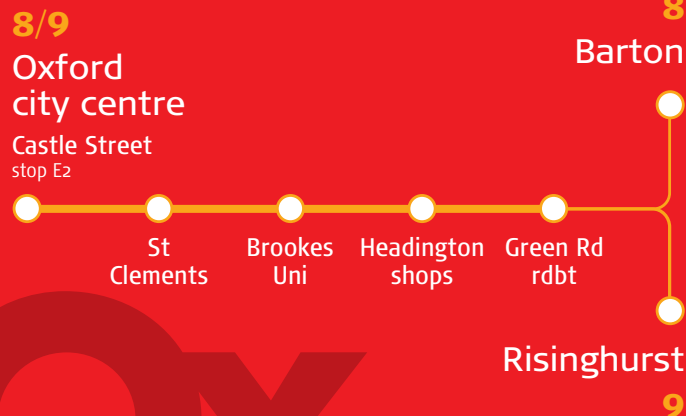 8/9
Oxford
city centre
Castle Street
stop E2
St
Clements
Brookes
Uni
Headington
shops
Green Rd
rdbt
8
Barton
Risinghurst
9
Ox